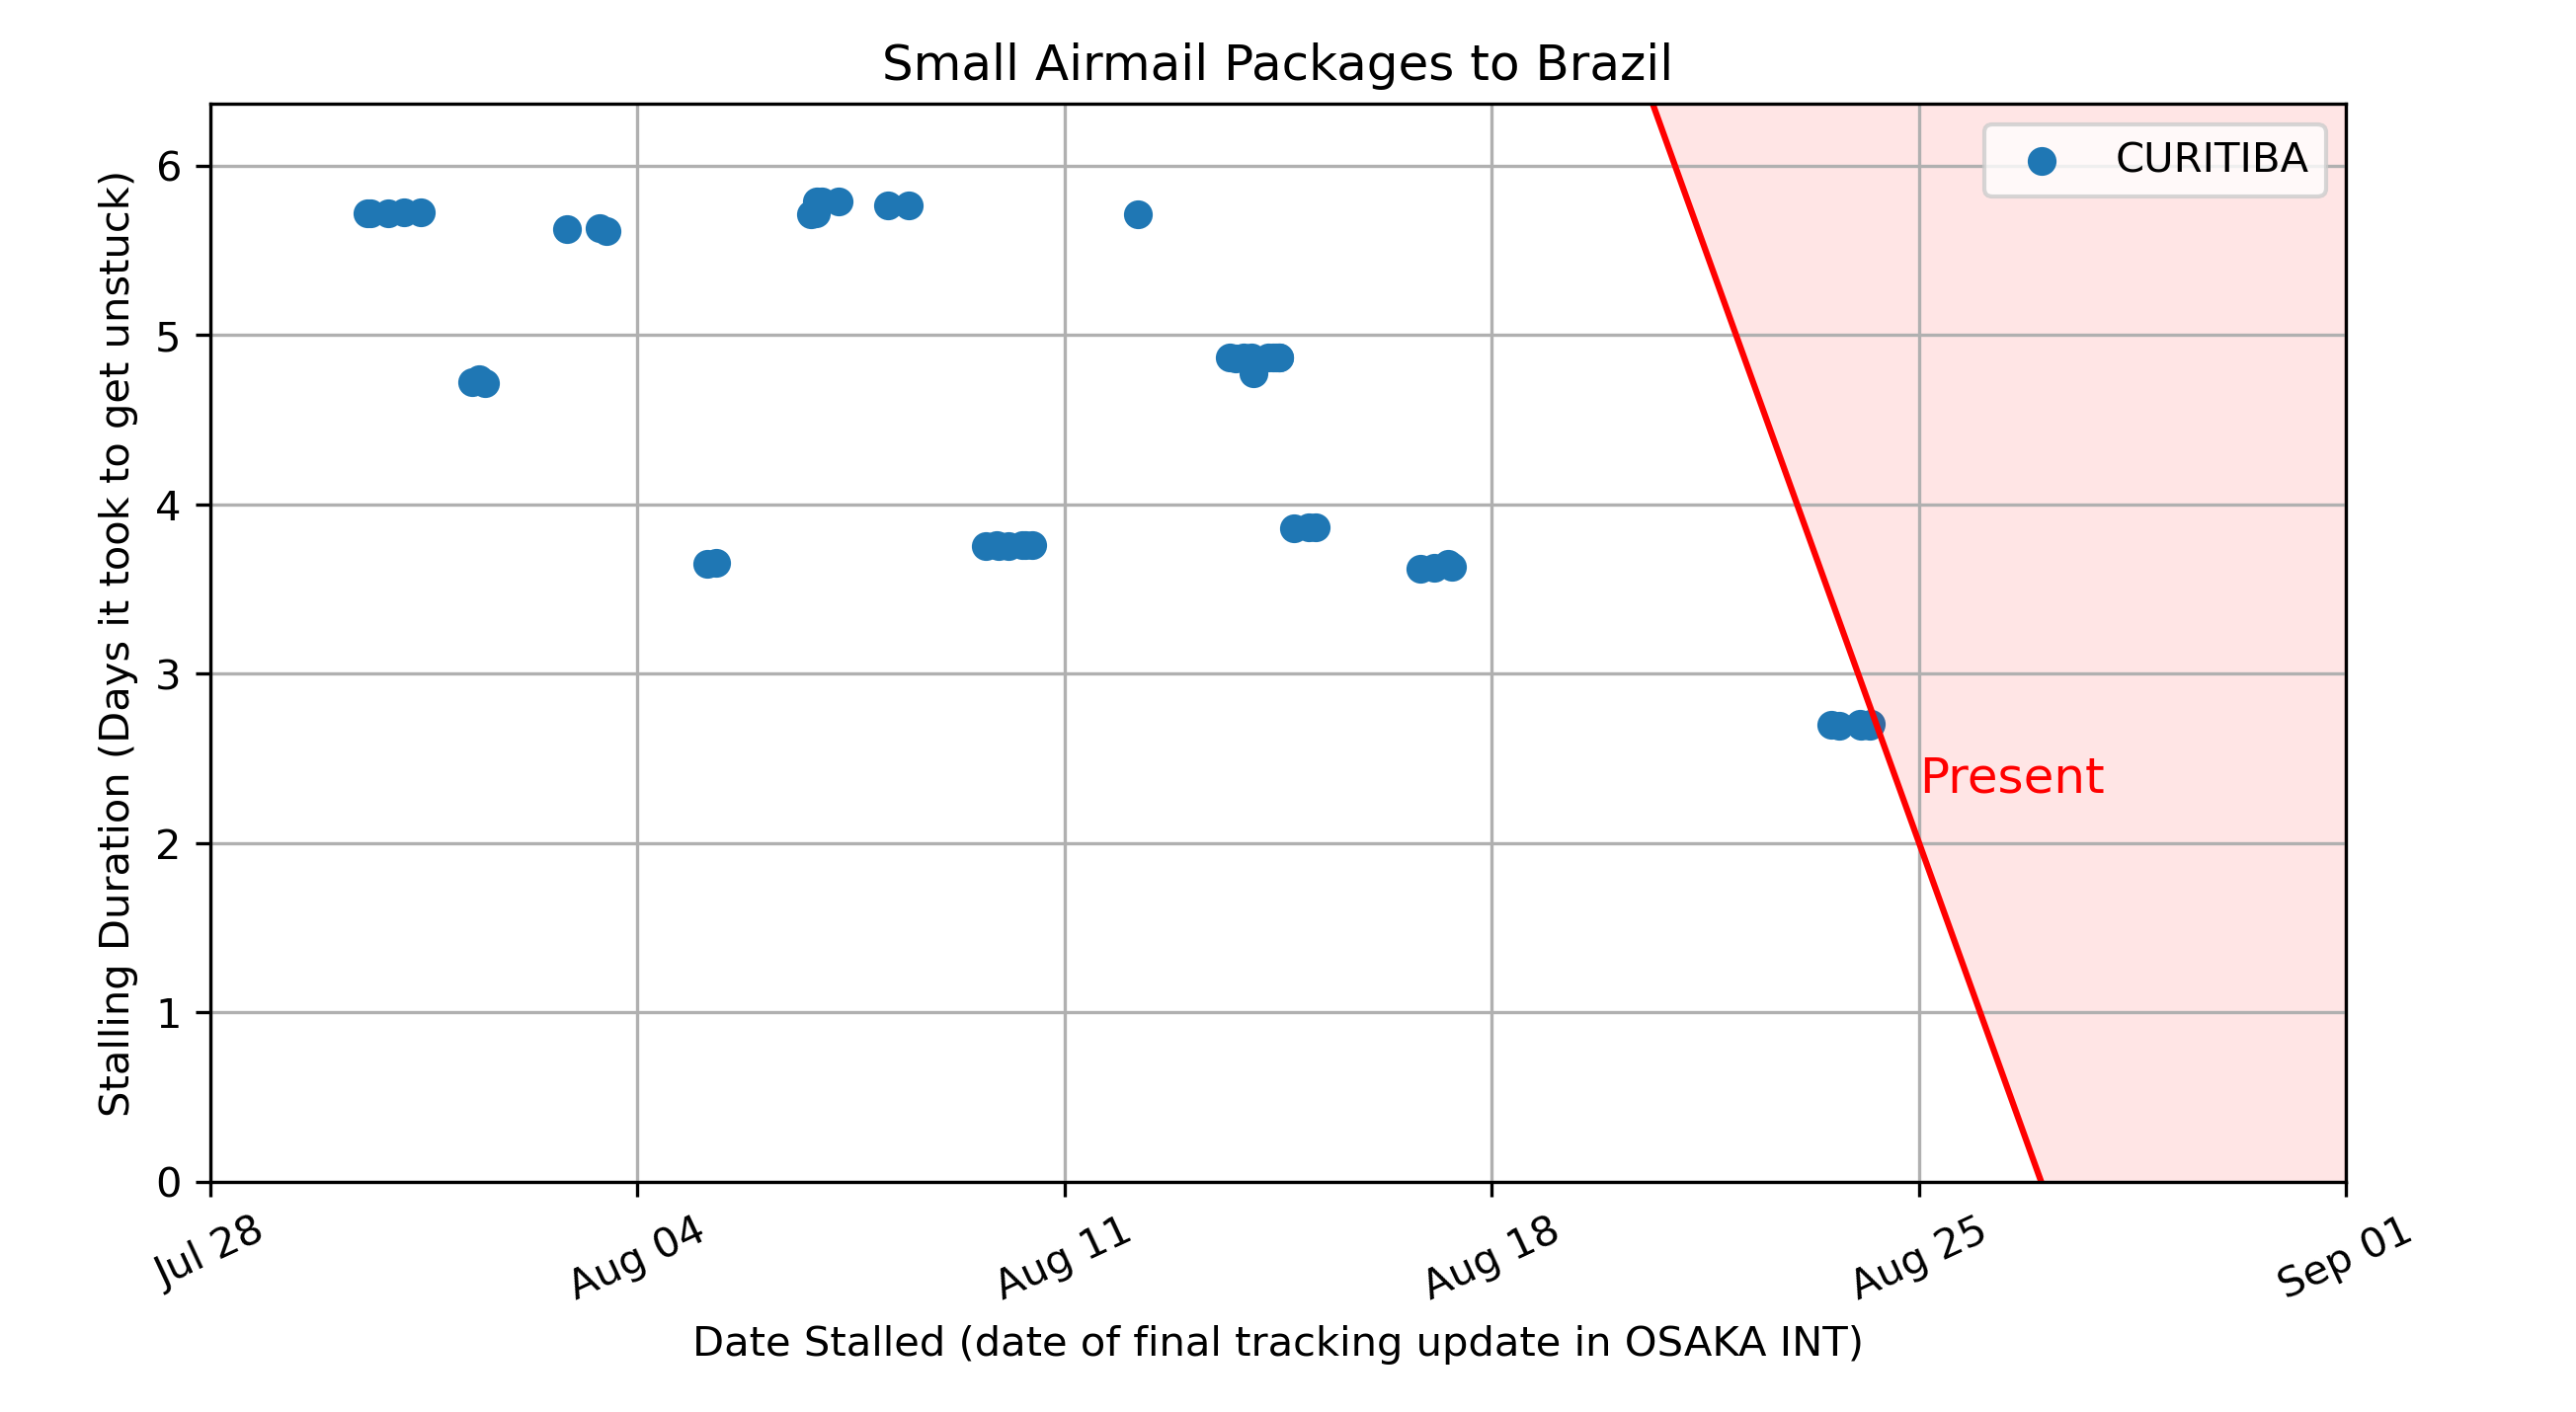 Small Airmail Packages to Brazil
CURITIBA
Stalling Duration (Days it took to get unstuck)
6
5
4
3
2
1
0
Present
Jul 28
Aug 04
Aug 11
Aug 18
Aug 25
Sep 01
Date Stalled (date of final tracking update in OSAKA INT)